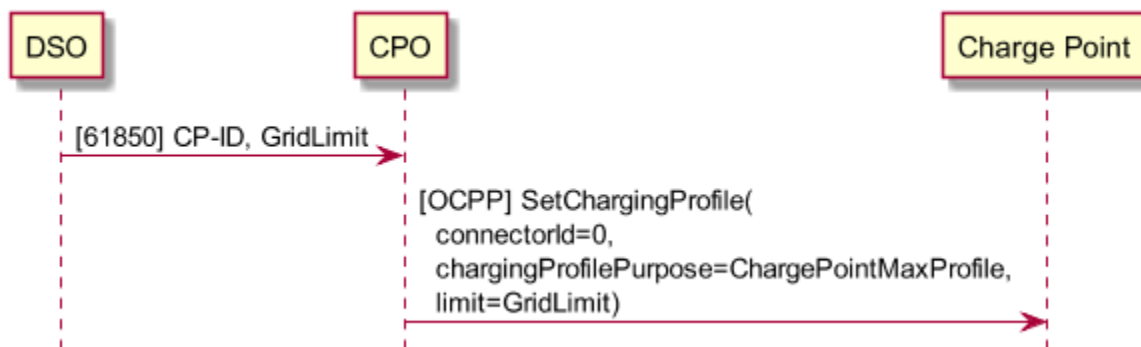 DSO
CPO
Charge Point
[61850] CP-ID, GridLimit
[OCPP] SetChargingProfile(
connectorId=0,
chargingProfilePurpose=ChargePointMaxProfile,
limit=GridLimit)